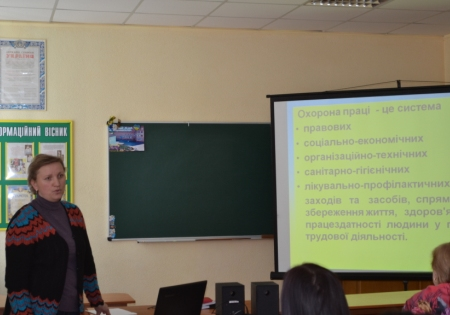 РМАЦІЙНИЙ ВІСНИК
Охорона праці - це система
• правових
• соціально-економічних
• організаційно-технічних
• санітарно-гігієнічних
• лікувально-профілактичних
заходів та засобів, спрям
збереження життя, здоров'я
працездатності людини у п
трудової діяльності.